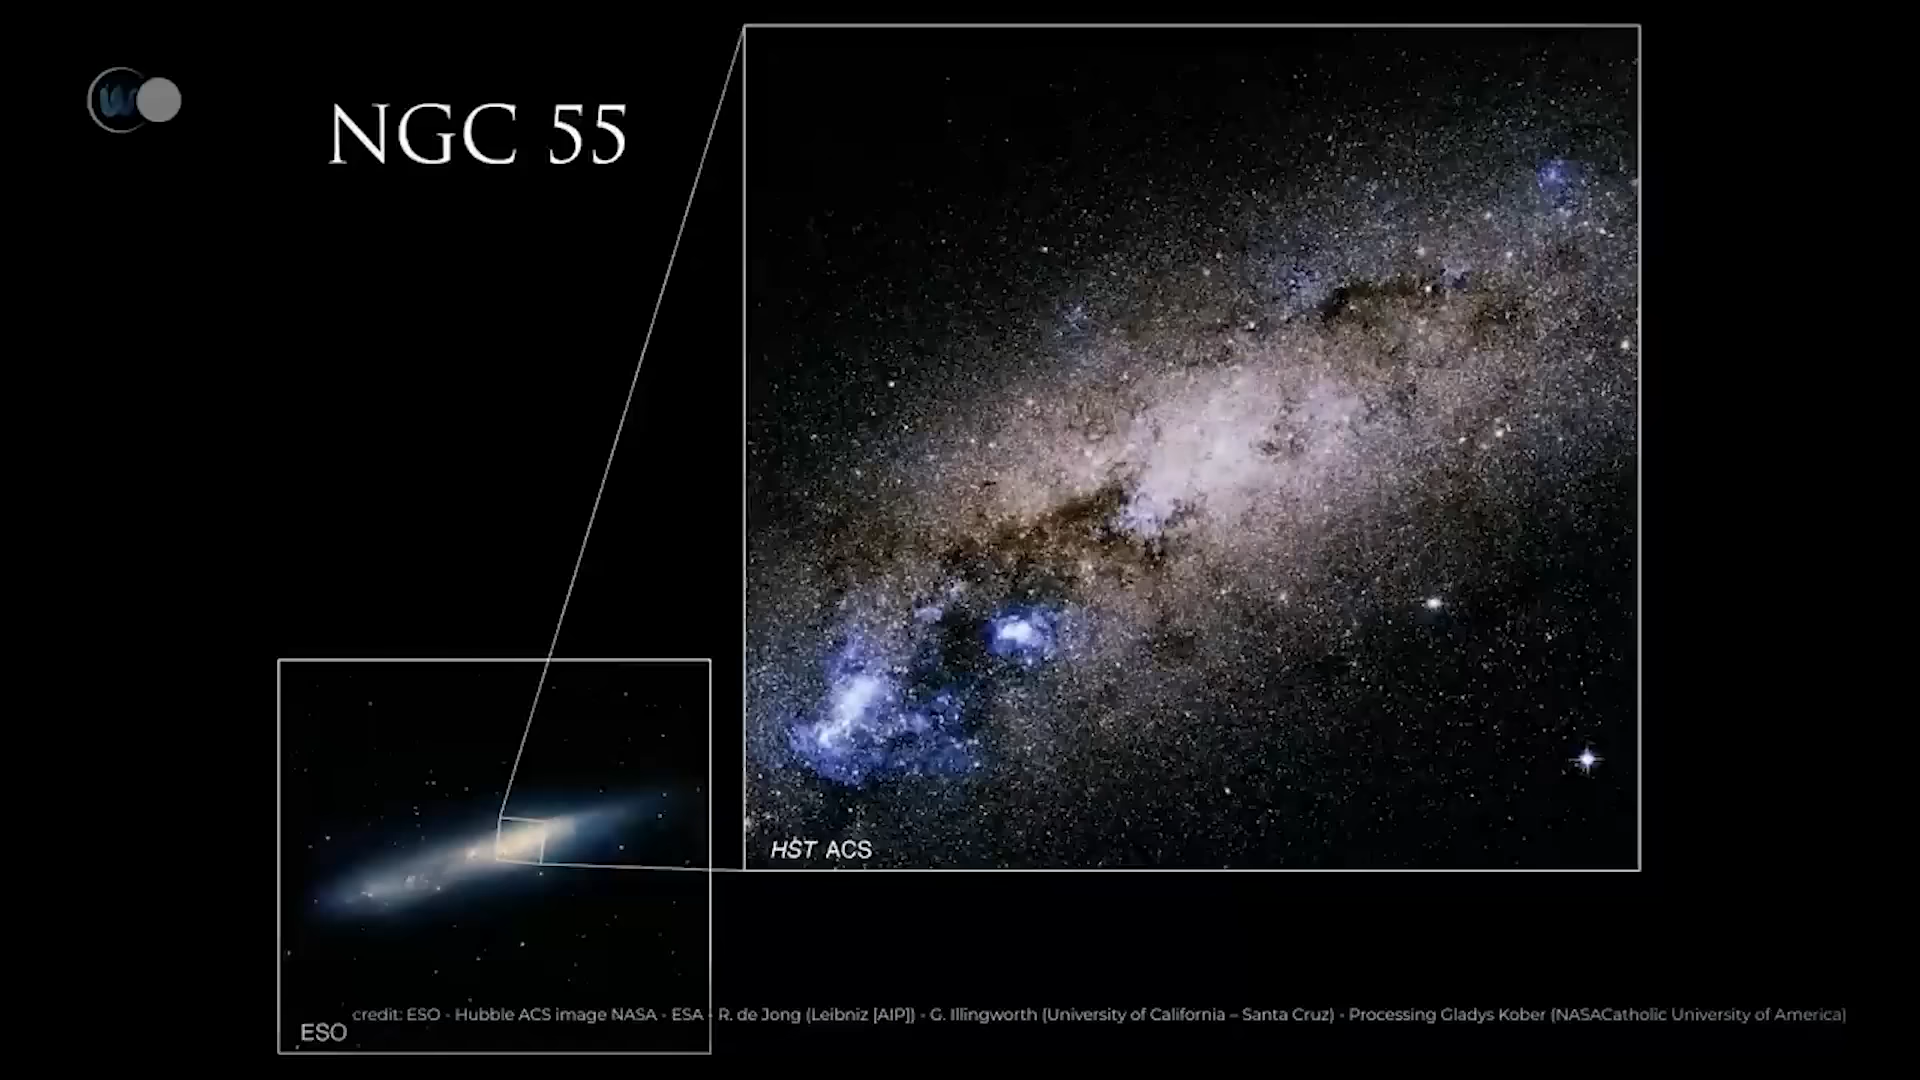 NGC 55
HST ACS
credit: ESO - Hubble ACS image NASA - ESA - R. de Jong (Leibniz [AIP]) - G. Illingworth (University of California – Santa Cruz) - Processing Gladys Kober (NASACatholic University of America)
ESO